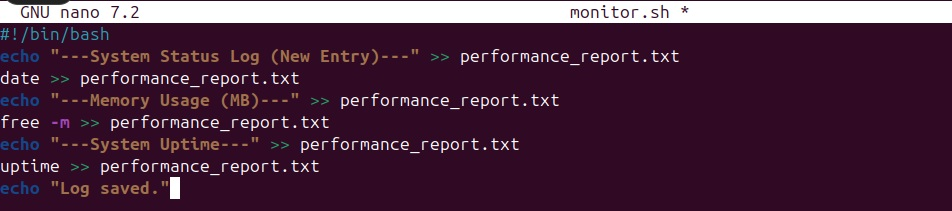 GNU nano 7.2 monitor.sh *
#!/bin/bash
echo "---System Status Log (New Entry)---" >> performance_report.txt
date >> performance_report.txt
echo "---Memory Usage (MB)---" >> performance_report.txt
free -m >> performance_report.txt
echo "---System Uptime---" >> performance_report.txt
uptime >> performance_report.txt
echo "Log saved."